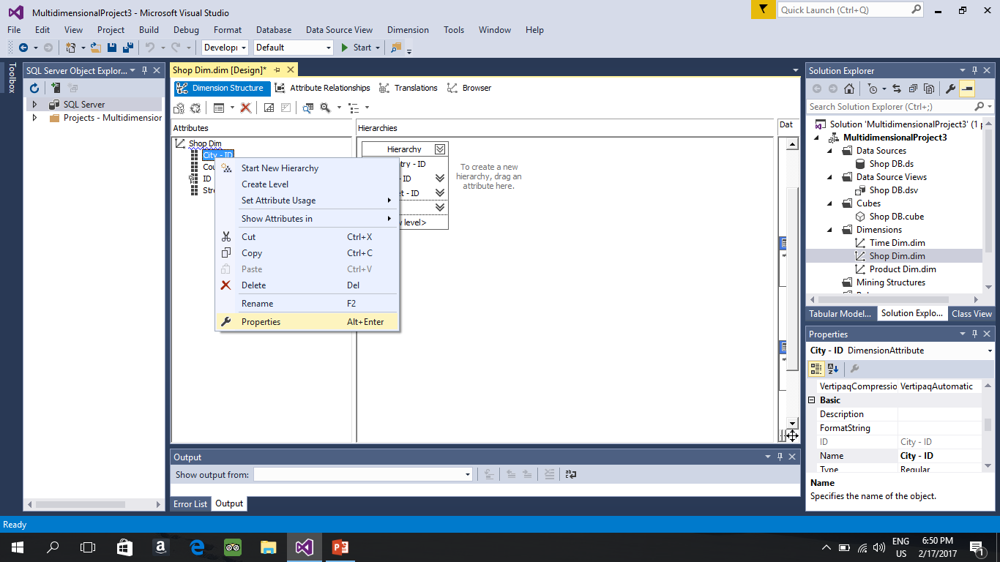 MultidimensionalProject3 - Microsoft Visual Studio
Quick Launch (Ctrl+Q)
File Edit View Project Build Debug Format Database Data Source View Dimension Tools Window Help
Developı Default Start
Toolbox
SQL Server Object Explor...
SQL Server
Projects - Multidimension
Shop Dim.dim [Design]*
Dimension Structure Attribute Relationships Translations Browser
Attributes Hierarchies Dat
Shop Dim
City - ID
Cou
ID
Stre
Start New Hierarchy
Create Level
Set Attribute Usage
Show Attributes in
Cut Ctrl+X
Copy Ctrl+C
Paste Ctrl+V
Delete Del
Rename F2
Properties Alt+Enter
Hierarchy
try - ID
- ID
et - ID
level>
To create a new
hierarchy, drag an
attribute here.
Output
Show output from:
Error List Output
Solution Explorer
Search Solution Explorer (Ctrl+;)
Solution 'MultidimensionalProject3' (1 p
MultidimensionalProject3
Data Sources
Shop DB.ds
Data Source Views
Shop DB.dsv
Cubes
Shop DB.cube
Dimensions
Time Dim.dim
Shop Dim.dim
Product Dim.dim
Mining Structures
Tabular Model... Solution Explo... Class View
Properties
City - ID DimensionAttribute
VertipaqCompressio VertipaqAutomatic
Basic
Description
FormatString
ID City - ID
Name City - ID
Type Regular
Name
Specifies the name of the object.
Ready
ENG
US
6:50 PM
2/17/2017
1